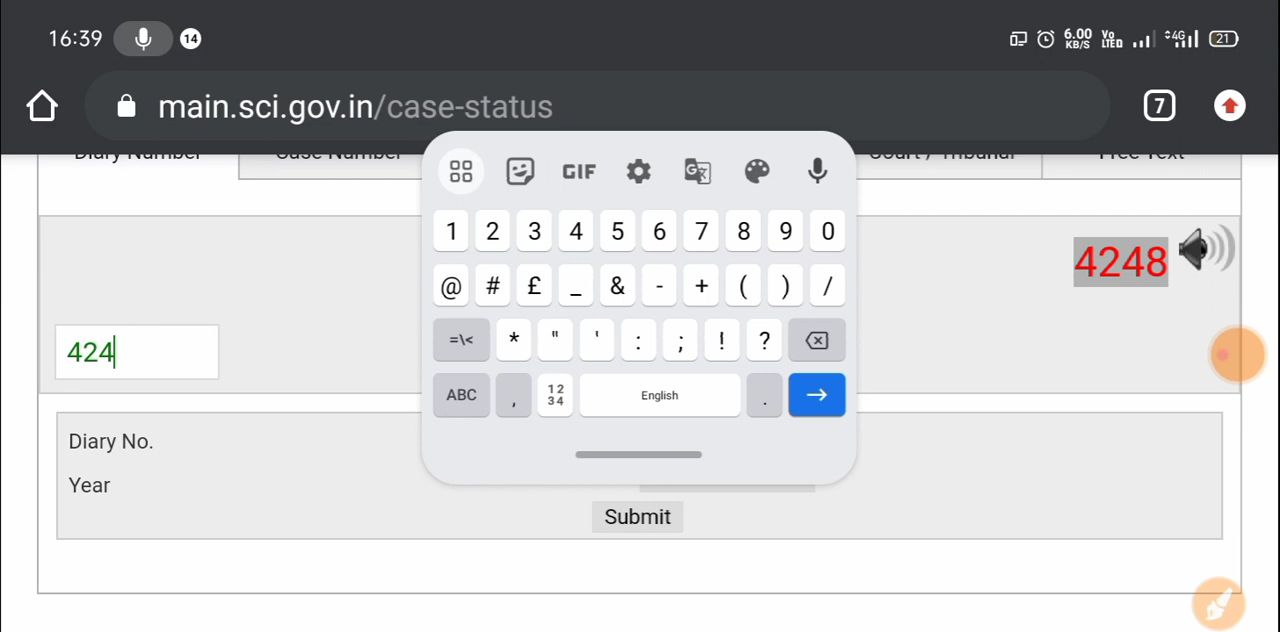 16:39 14 6.00 KB/S Vo LTED 4G 21
main.sci.gov.in/case-status 7
Diary Number Case Number Court / Tribunal Free Text
GIF
1 2 3 4 5 6 7 8 9 0
4248
@ # £ _ & - + ( ) /
=\< * " ' : ; ! ?
424
ABC , 12 34 English .
Diary No.
Year
Submit